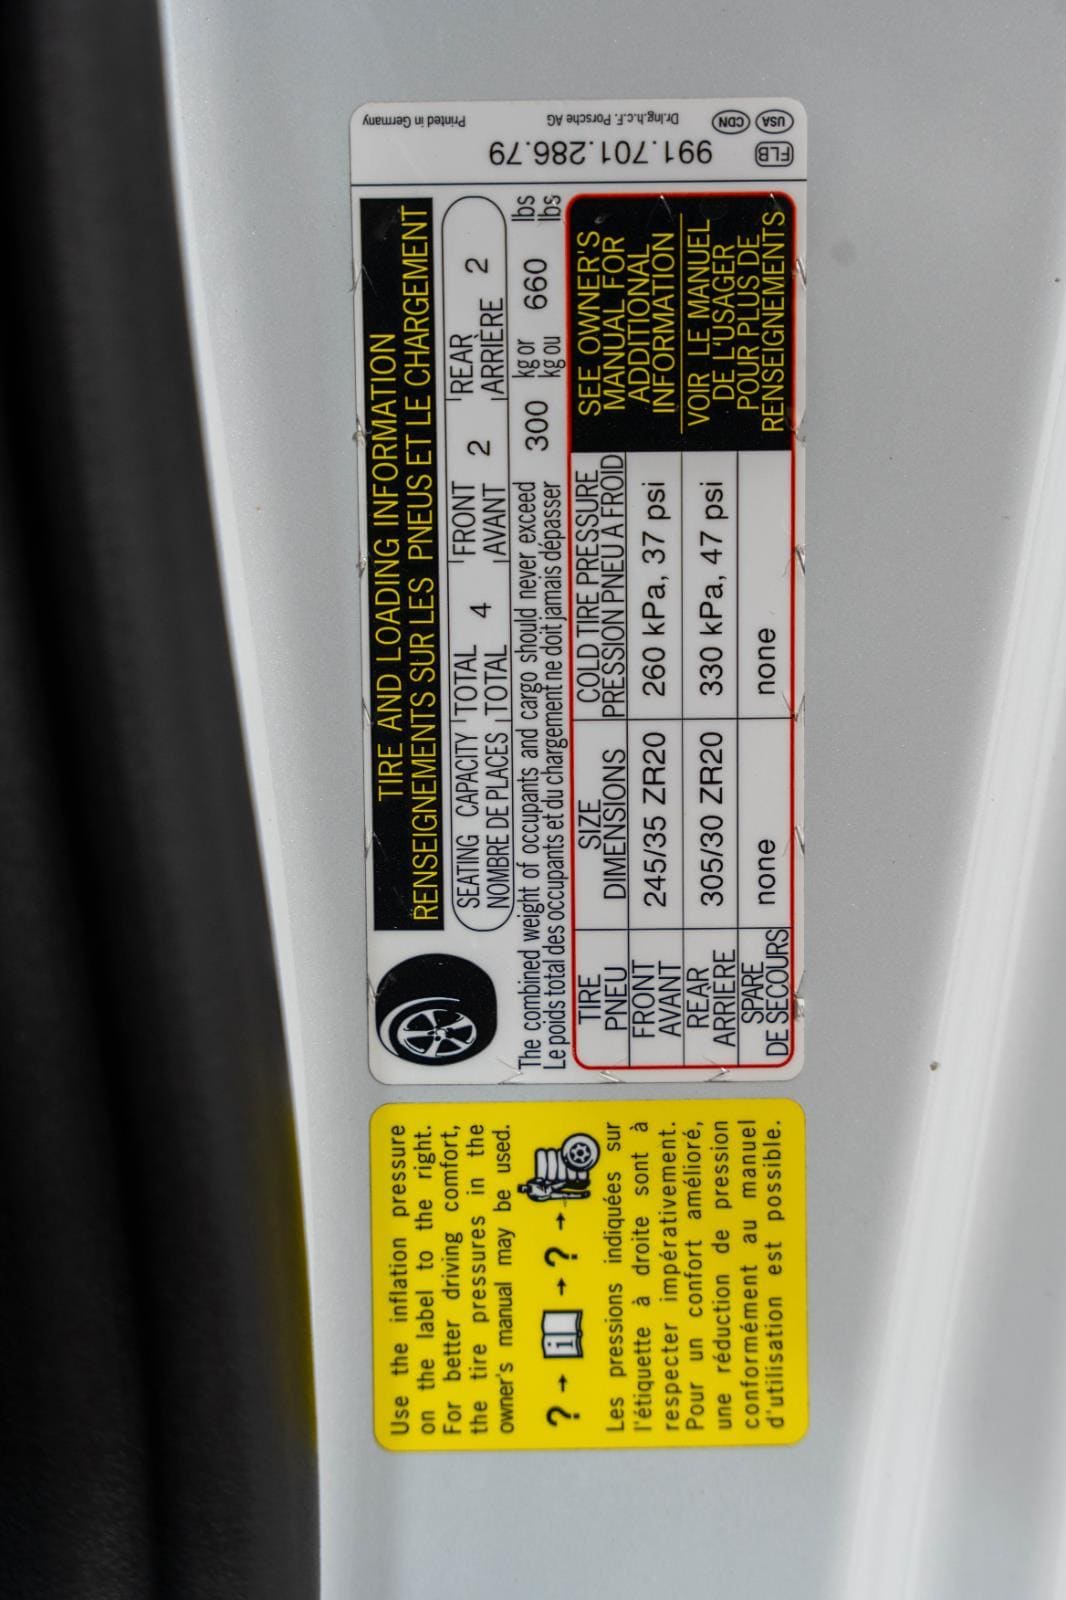 TIRE AND LOADING INFORMATION
RENSEIGNEMENTS SUR LES PNEUS ET LE CHARGEMENT
SEATING CAPACITY TOTAL 4 FRONT 2 REAR 2
NOMBRE DE PLACES TOTAL AVANT ARRIÈRE
The combined weight of occupants and cargo should never exceed 300 kg or 660 lbs
Le poids total des occupants et du chargement ne doit jamais dépasser kg ou lbs
TIRE SIZE COLD TIRE PRESSURE
PNEU DIMENSIONS PRESSION PNEU A FROID
FRONT 245/35 ZR20 260 kPa, 37 psi
AVANT
REAR 305/30 ZR20 330 kPa, 47 psi
ARRIERE
SPARE none none
DE SECOURS
SEE OWNER'S
MANUAL FOR
ADDITIONAL
INFORMATION
VOIR LE MANUEL
DE L'USAGER
POUR PLUS DE
RENSEIGNEMENTS
FLB 991.701.286.79
USA CDN Dr.Ing.h.c.F. Porsche AG Printed in Germany
Use the inflation pressure
on the label to the right.
For better driving comfort,
the tire pressures in the
owner's manual may be used.
? → i → ? →
Les pressions indiquées sur
l'étiquette à droite sont à
respecter impérativement.
Pour un confort amélioré,
une réduction de pression
conformément au manuel
d'utilisation est possible.